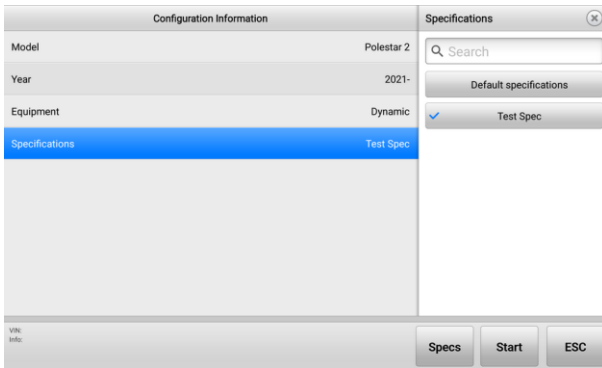 Configuration Information
Specifications
Model Polestar 2
Search
Year 2021-
Default specifications
Equipment Dynamic
Test Spec
Specifications Test Spec
VIN:
Info:
Specs Start ESC